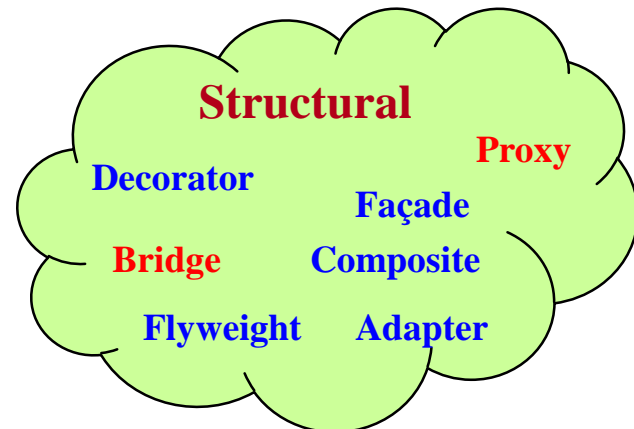 Structural
Proxy
Decorator
Façade
Bridge
Composite
Flyweight
Adapter